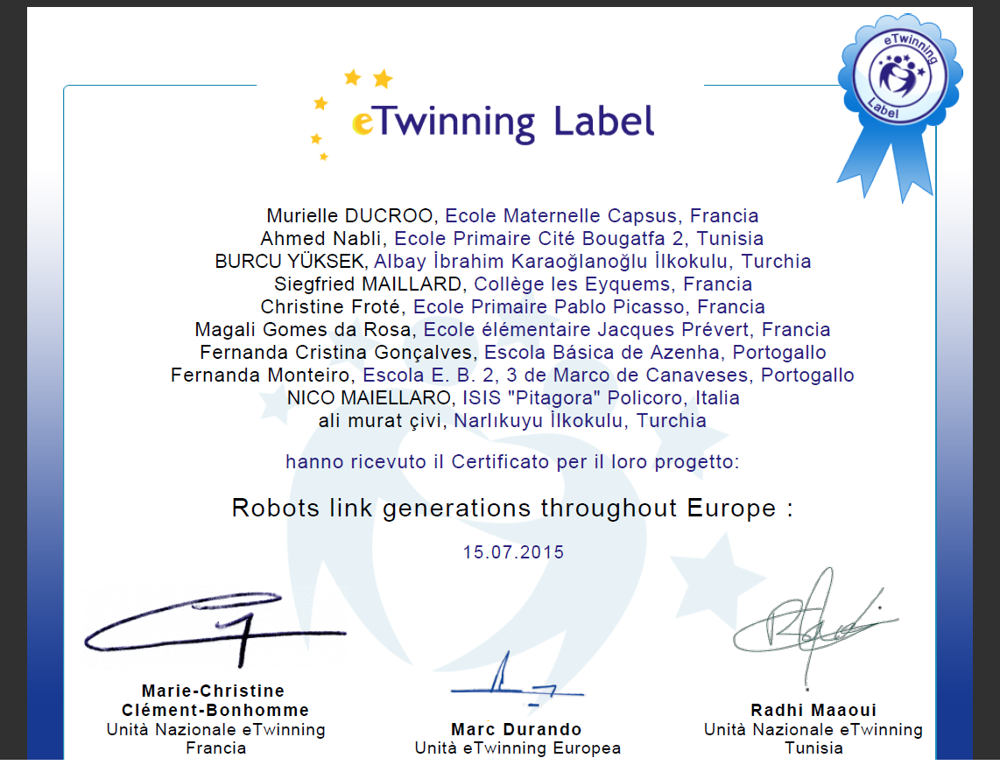 eTwinning
Label
eTwinning Label
Murielle DUCROO, Ecole Maternelle Capsus, Francia
Ahmed Nabli, Ecole Primaire Cité Bougatfa 2, Tunisia
BURCU YÜKSEK, Albay İbrahim Karaoğlanoğlu İlkokulu, Turchia
Siegfried MAILLARD, Collège les Eyquems, Francia
Christine Froté, Ecole Primaire Pablo Picasso, Francia
Magali Gomes da Rosa, Ecole élémentaire Jacques Prévert, Francia
Fernanda Cristina Gonçalves, Escola Básica de Azenha, Portogallo
Fernanda Monteiro, Escola E. B. 2, 3 de Marco de Canaveses, Portogallo
NICO MAIELLARO, ISIS "Pitagora" Policoro, Italia
ali murat çivi, Narlıkuyu İlkokulu, Turchia
hanno ricevuto il Certificato per il loro progetto:
Robots link generations throughout Europe :
15.07.2015
Marie-Christine
Clément-Bonhomme
Unità Nazionale eTwinning
Francia
Marc Durando
Unità eTwinning Europea
Radhi Maaoui
Unità Nazionale eTwinning
Tunisia